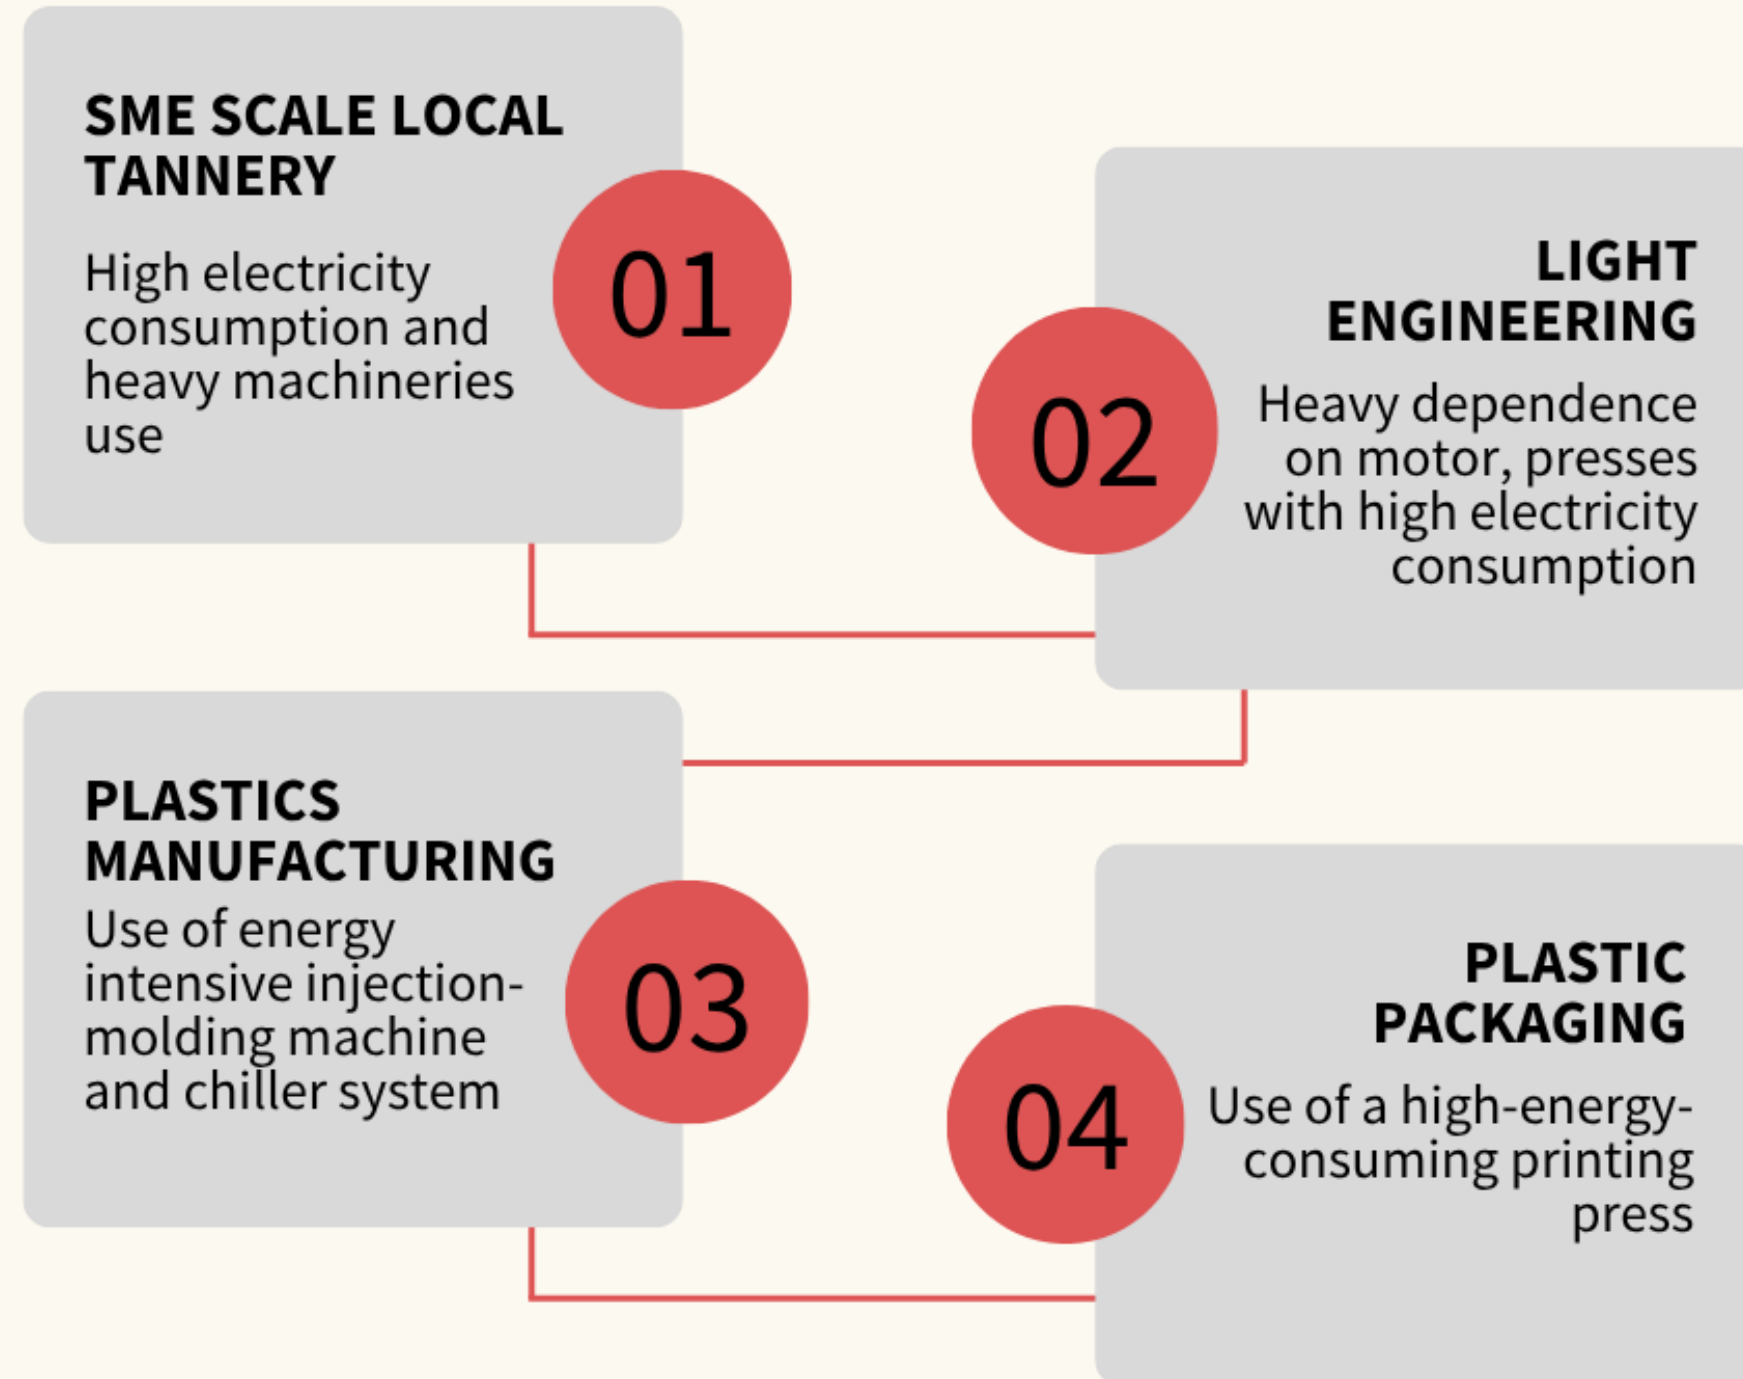 SME SCALE LOCAL
TANNERY
High electricity
consumption and
heavy machineries
use
01
LIGHT
ENGINEERING
Heavy dependence
on motor, presses
with high electricity
consumption
02
PLASTICS
MANUFACTURING
Use of energy
intensive injection-
molding machine
and chiller system
03
PLASTIC
PACKAGING
Use of a high-energy-
consuming printing
press
04